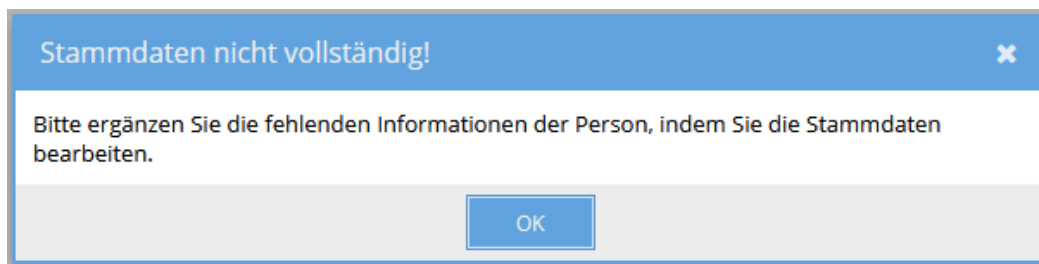 Stammdaten nicht vollständig!
Bitte ergänzen Sie die fehlenden Informationen der Person, indem Sie die Stammdaten
bearbeiten.
OK